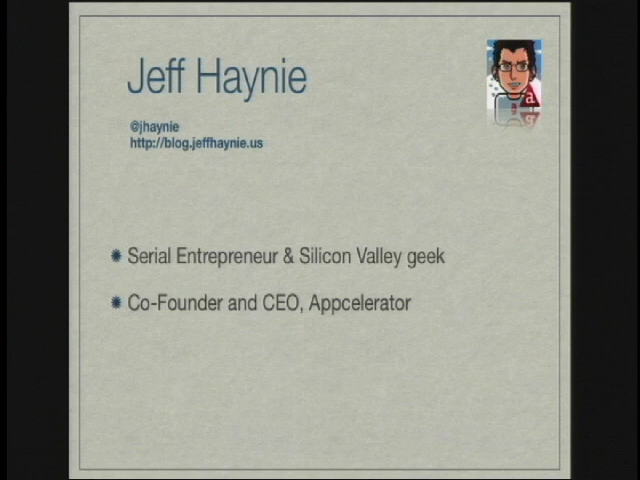 Jeff Haynie
@jhaynie
http://blog.jeffhaynie.us
Serial Entrepreneur & Silicon Valley geek
Co-Founder and CEO, Appcelerator
a